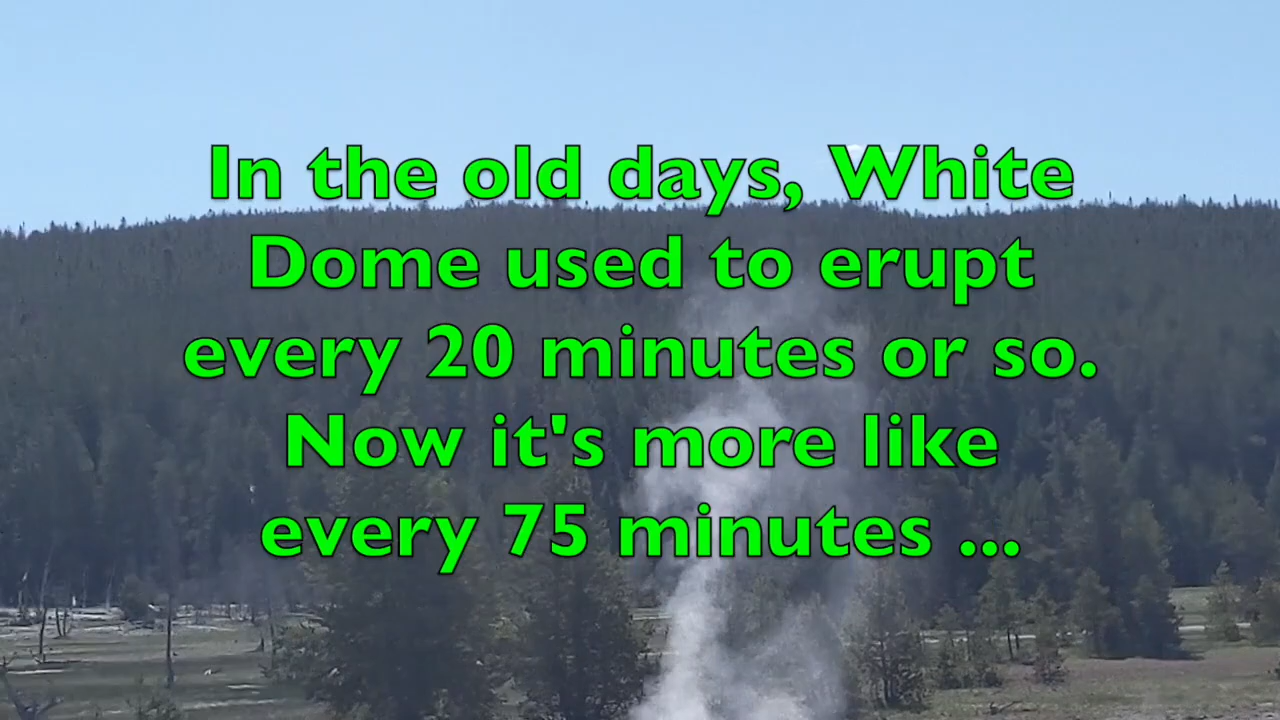 In the old days, White
Dome used to erupt
every 20 minutes or so.
Now it's more like
every 75 minutes ...